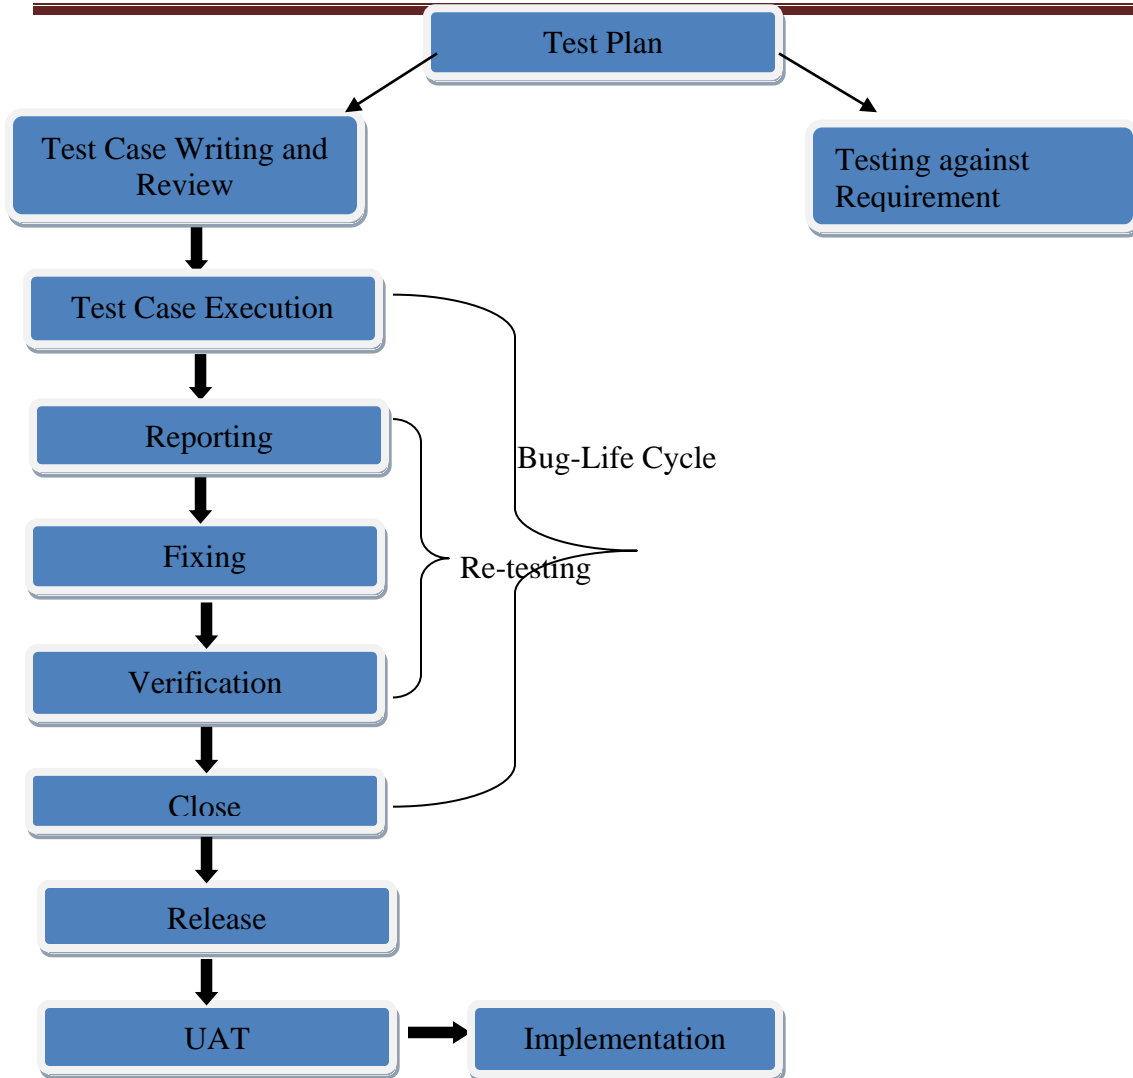 Test Plan
Test Case Writing and
Review
Testing against
Requirement
Test Case Execution
Reporting
Bug-Life Cycle
Fixing
Re-testing
Verification
Close
Release
UAT
Implementation